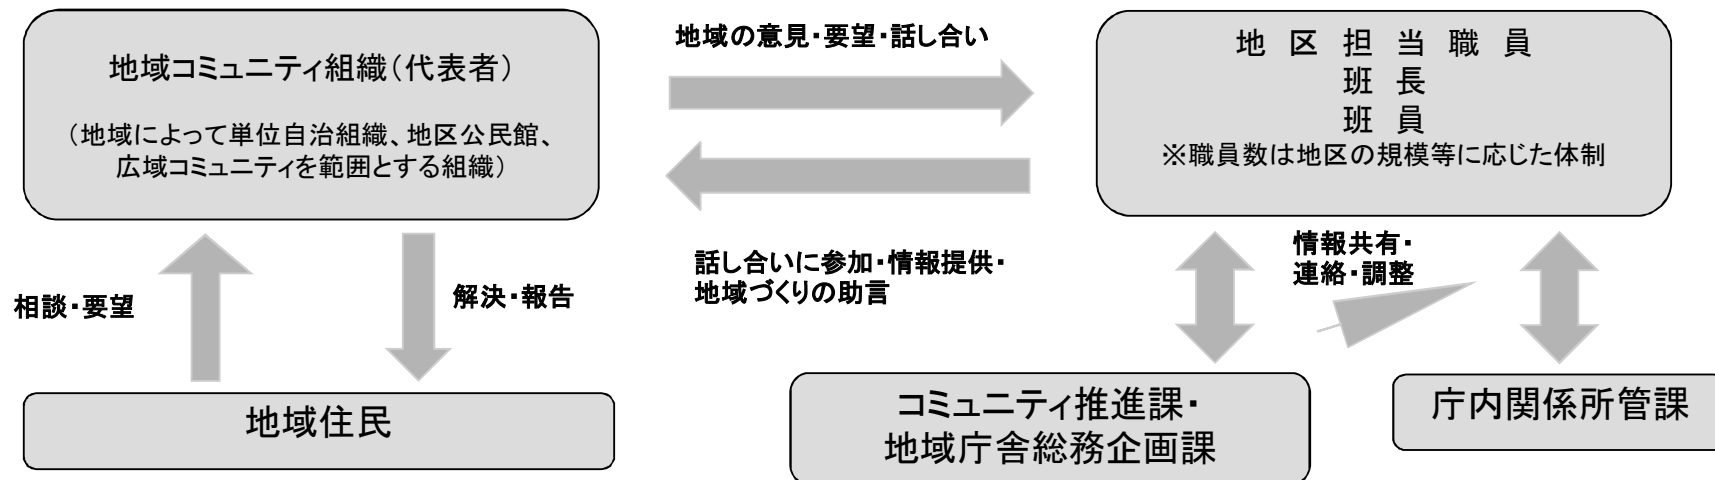 地域コミュニティ組織（代表者）
（地域によって単位自治組織、地区公民館、
広域コミュニティを範囲とする組織）
地域の意見・要望・話し合い
地区担当職員
班長
班員
※職員数は地区の規模等に応じた体制
話し合いに参加・情報提供・
地域づくりの助言
相談・要望
解決・報告
情報共有・
連絡・調整
地域住民
コミュニティ推進課・
地域庁舎総務企画課
庁内関係所管課